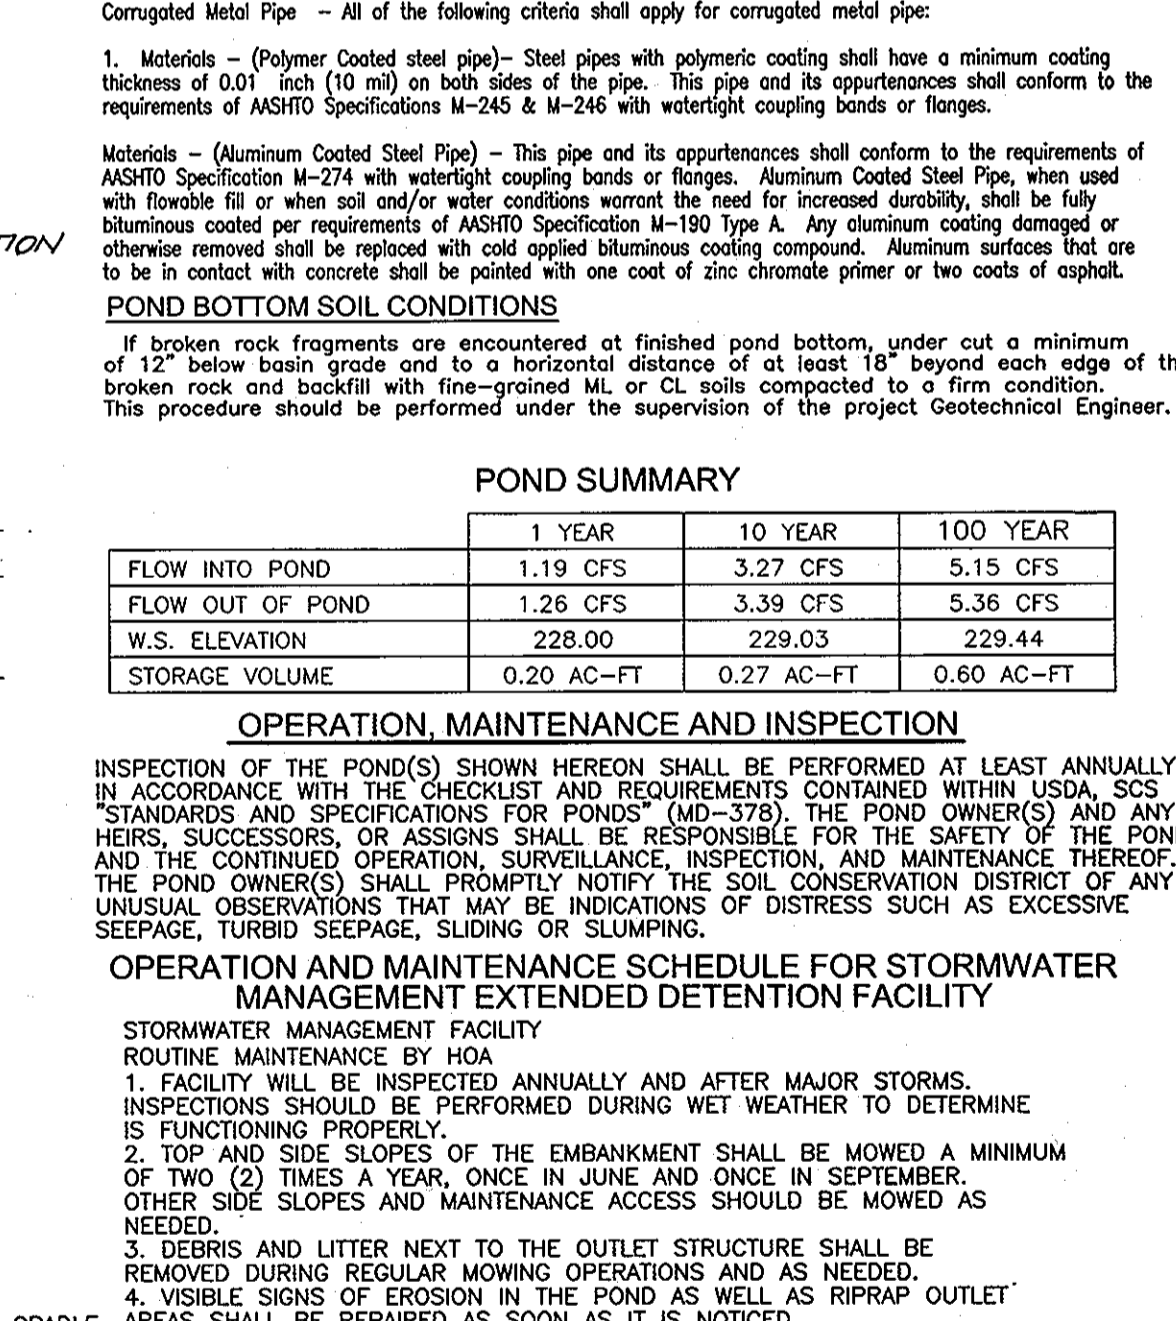 Corrugated Metal Pipe – All of the following criteria shall apply for corrugated metal pipe:
1. Materials – (Polymer Coated steel pipe)– Steel pipes with polymeric coating shall have a minimum coating
thickness of 0.01 inch (10 mil) on both sides of the pipe. This pipe and its appurtenances shall conform to the
requirements of AASHTO Specifications M–245 & M–246 with watertight coupling bands or flanges.
Materials – (Aluminum Coated Steel Pipe) – This pipe and its appurtenances shall conform to the requirements of
AASHTO Specification M–274 with watertight coupling bands or flanges. Aluminum Coated Steel Pipe, when used
with flowable fill or when soil and/or water conditions warrant the need for increased durability, shall be fully
bituminous coated per requirements of AASHTO Specification M–190 Type A. Any aluminum coating damaged or
TION otherwise removed shall be replaced with cold applied bituminous coating compound. Aluminum surfaces that are
to be in contact with concrete shall be painted with one coat of zinc chromate primer or two coats of asphalt.
POND BOTTOM SOIL CONDITIONS
If broken rock fragments are encountered at finished pond bottom, under cut a minimum
of 12" below basin grade and to a horizontal distance of at least 18" beyond each edge of th
broken rock and backfill with fine–grained ML or CL soils compacted to a firm condition.
This procedure should be performed under the supervision of the project Geotechnical Engineer.
POND SUMMARY
1 YEAR 10 YEAR 100 YEAR
FLOW INTO POND 1.19 CFS 3.27 CFS 5.15 CFS
FLOW OUT OF POND 1.26 CFS 3.39 CFS 5.36 CFS
W.S. ELEVATION 228.00 229.03 229.44
STORAGE VOLUME 0.20 AC–FT 0.27 AC–FT 0.60 AC–FT
OPERATION, MAINTENANCE AND INSPECTION
INSPECTION OF THE POND(S) SHOWN HEREON SHALL BE PERFORMED AT LEAST ANNUALLY
IN ACCORDANCE WITH THE CHECKLIST AND REQUIREMENTS CONTAINED WITHIN USDA, SCS
"STANDARDS AND SPECIFICATIONS FOR PONDS" (MD–378). THE POND OWNER(S) AND ANY
HEIRS, SUCCESSORS, OR ASSIGNS SHALL BE RESPONSIBLE FOR THE SAFETY OF THE PON
AND THE CONTINUED OPERATION, SURVEILLANCE, INSPECTION, AND MAINTENANCE THEREOF.
THE POND OWNER(S) SHALL PROMPTLY NOTIFY THE SOIL CONSERVATION DISTRICT OF ANY
UNUSUAL OBSERVATIONS THAT MAY BE INDICATIONS OF DISTRESS SUCH AS EXCESSIVE
SEEPAGE, TURBID SEEPAGE, SLIDING OR SLUMPING.
OPERATION AND MAINTENANCE SCHEDULE FOR STORMWATER
MANAGEMENT EXTENDED DETENTION FACILITY
STORMWATER MANAGEMENT FACILITY
ROUTINE MAINTENANCE BY HOA
1. FACILITY WILL BE INSPECTED ANNUALLY AND AFTER MAJOR STORMS.
INSPECTIONS SHOULD BE PERFORMED DURING WET WEATHER TO DETERMINE
IS FUNCTIONING PROPERLY.
2. TOP AND SIDE SLOPES OF THE EMBANKMENT SHALL BE MOWED A MINIMUM
OF TWO (2) TIMES A YEAR, ONCE IN JUNE AND ONCE IN SEPTEMBER.
OTHER SIDE SLOPES AND MAINTENANCE ACCESS SHOULD BE MOWED AS
NEEDED.
3. DEBRIS AND LITTER NEXT TO THE OUTLET STRUCTURE SHALL BE
REMOVED DURING REGULAR MOWING OPERATIONS AND AS NEEDED.
4. VISIBLE SIGNS OF EROSION IN THE POND AS WELL AS RIPRAP OUTLET
AREAS SHALL BE REPAIRED AS SOON AS IT IS NOTICED.